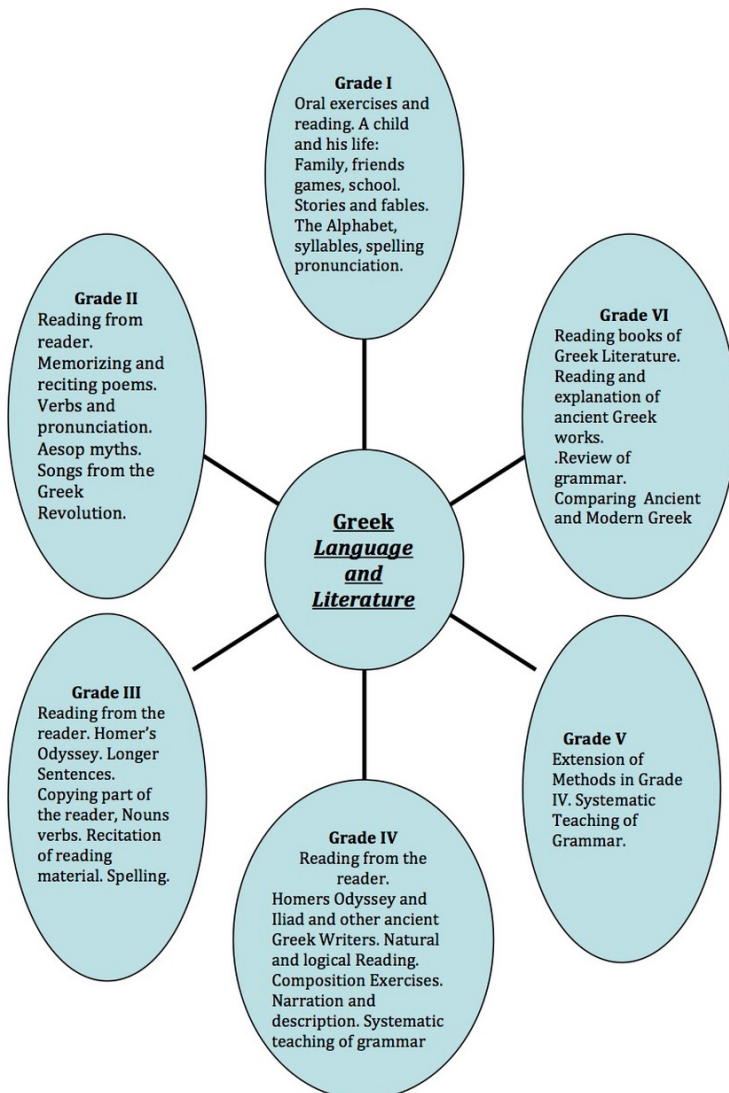 Grade I
Oral exercises and
reading. A child
and his life:
Family, friends
games, school.
Stories and fables.
The Alphabet,
syllables, spelling
pronunciation.
Grade II
Reading from
reader.
Memorizing and
reciting poems.
Verbs and
pronunciation.
Aesop myths.
Songs from the
Greek
Revolution.
Grade VI
Reading books of
Greek Literature.
Reading and
explanation of
ancient Greek
works.
.Review of
grammar.
Comparing Ancient
and Modern Greek
Greek
Language
and
Literature
Grade III
Reading from the
reader. Homer's
Odyssey. Longer
Sentences.
Copying part of
the reader, Nouns
verbs. Recitation
of reading
material. Spelling.
Grade V
Extension of
Methods in Grade
IV. Systematic
Teaching of
Grammar.
Grade IV
Reading from the
reader.
Homers Odyssey and
Iliad and other ancient
Greek Writers. Natural
and logical Reading.
Composition Exercises.
Narration and
description. Systematic
teaching of grammar